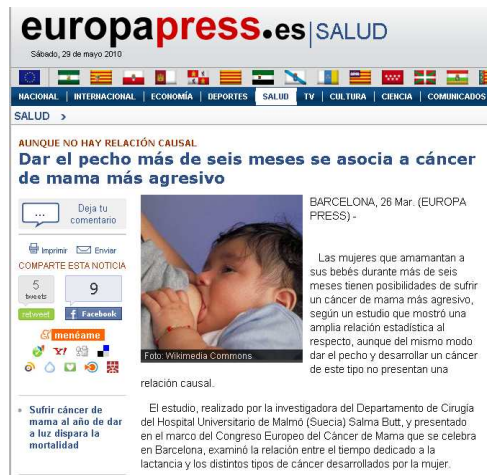 europapress.es | SALUD
Sábado, 29 de mayo 2010
NACIONAL | INTERNACIONAL | ECONOMÍA | DEPORTES | SALUD | TV | CULTURA | CIENCIA | COMUNICADOS
SALUD >
AUNQUE NO HAY RELACIÓN CAUSAL
Dar el pecho más de seis meses se asocia a cáncer
de mama más agresivo
...
Deja tu
comentario
Imprimir Enviar
COMPARTE ESTA NOTICIA
5
tweets
retweet
9
Facebook
menéame
Y!
Sufrir cáncer de
mama al año de dar
a luz dispara la
mortalidad
Foto: Wikimedia Commons
BARCELONA, 26 Mar. (EUROPA
PRESS) -
Las mujeres que amamantan a
sus bebés durante más de seis
meses tienen posibilidades de sufrir
un cáncer de mama más agresivo,
según un estudio que mostró una
amplia relación estadística al
respecto, aunque del mismo modo
dar el pecho y desarrollar un cáncer
de este tipo no presentan una
relación causal.
El estudio, realizado por la investigadora del Departamento de Cirugía
del Hospital Universitario de Malmö (Suecia) Salma Butt, y presentado
en el marco del Congreso Europeo del Cáncer de Mama que se celebra
en Barcelona, examinó la relación entre el tiempo dedicado a la
lactancia y los distintos tipos de cáncer desarrollados por la mujer.